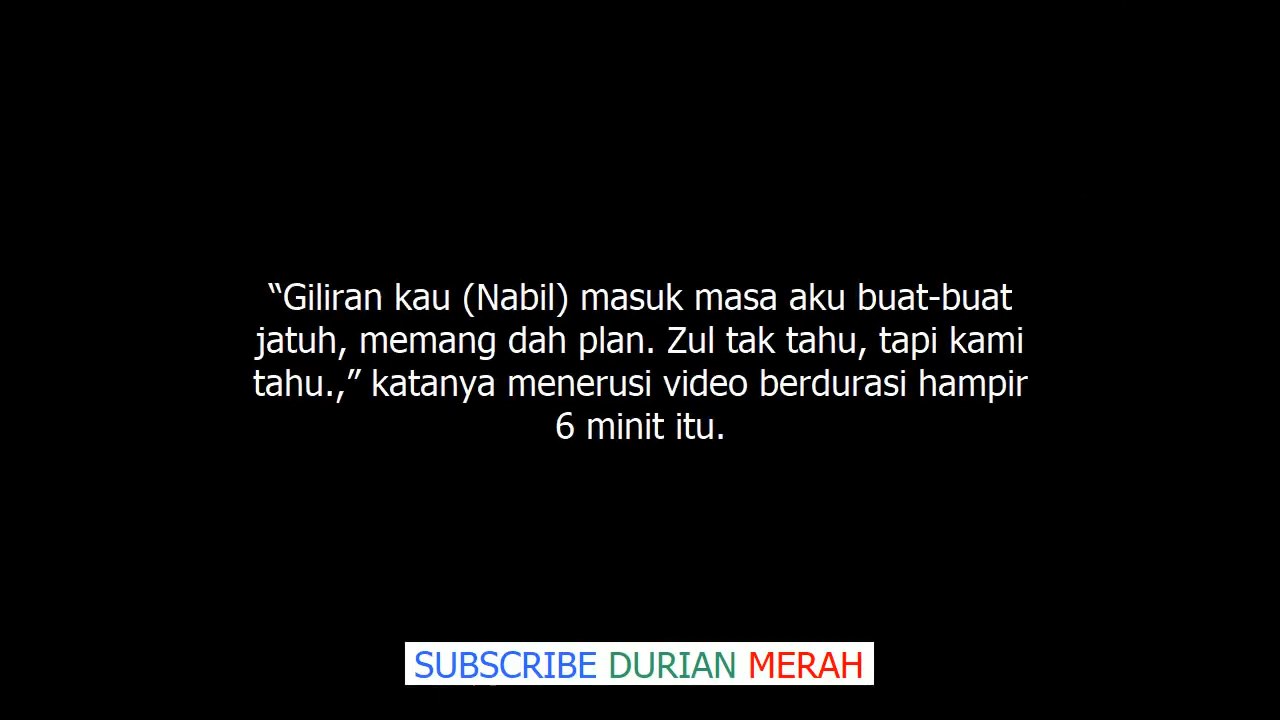 “Giliran kau (Nabil) masuk masa aku buat-buat
jatuh, memang dah plan. Zul tak tahu, tapi kami
tahu.,” katanya menerusi video berdurasi hampir
6 minit itu.
SUBSCRIBE DURIAN MERAH